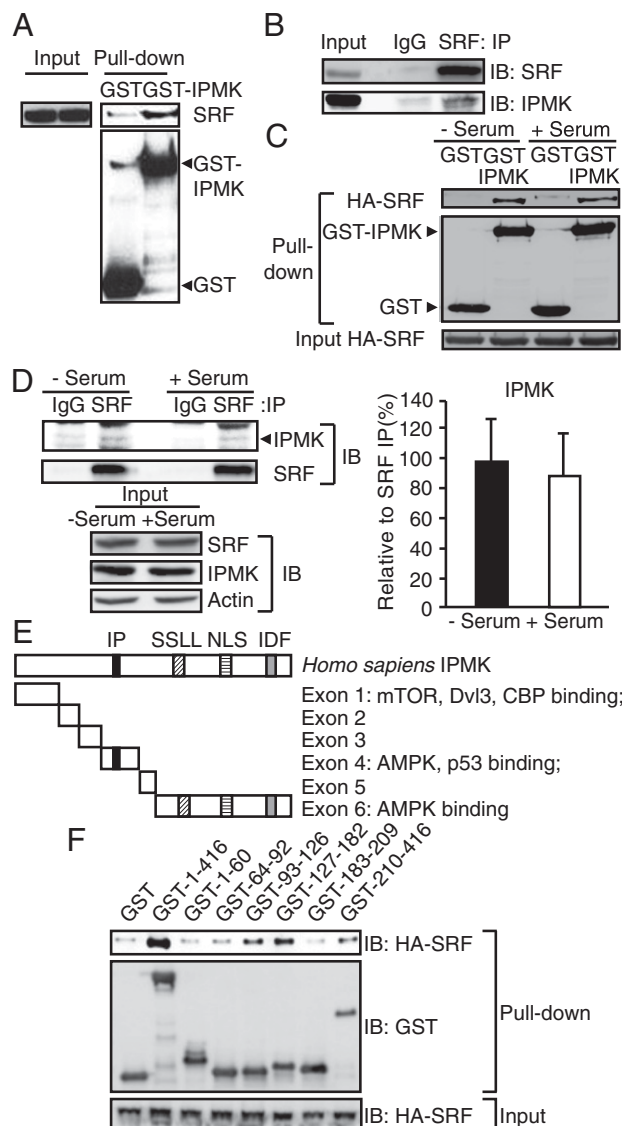 A
Input
Pull-down
GST GST-IPMK
SRF
GST-
IPMK
GST
B
Input IgG SRF: IP
IB: SRF
IB: IPMK
C
- Serum + Serum
GST GST GST GST
IPMK IPMK
HA-SRF
GST-IPMK
Pull-
down
GST
Input HA-SRF
D
- Serum + Serum
IgG SRF IgG SRF :IP
IPMK
SRF
IB
Input
-Serum +Serum
SRF
IPMK
Actin
IB
IPMK
Relative to SRF IP(%)
140
120
100
80
60
40
20
0
- Serum + Serum
E
IP SSLL NLS IDF
Homo sapiens IPMK
Exon 1: mTOR, Dvl3, CBP binding;
Exon 2
Exon 3
Exon 4: AMPK, p53 binding;
Exon 5
Exon 6: AMPK binding
F
GST
GST-1-416
GST-1-60
GST-64-92
GST-93-126
GST-127-182
GST-183-209
GST-210-416
IB: HA-SRF
IB: GST
Pull-down
IB: HA-SRF
Input